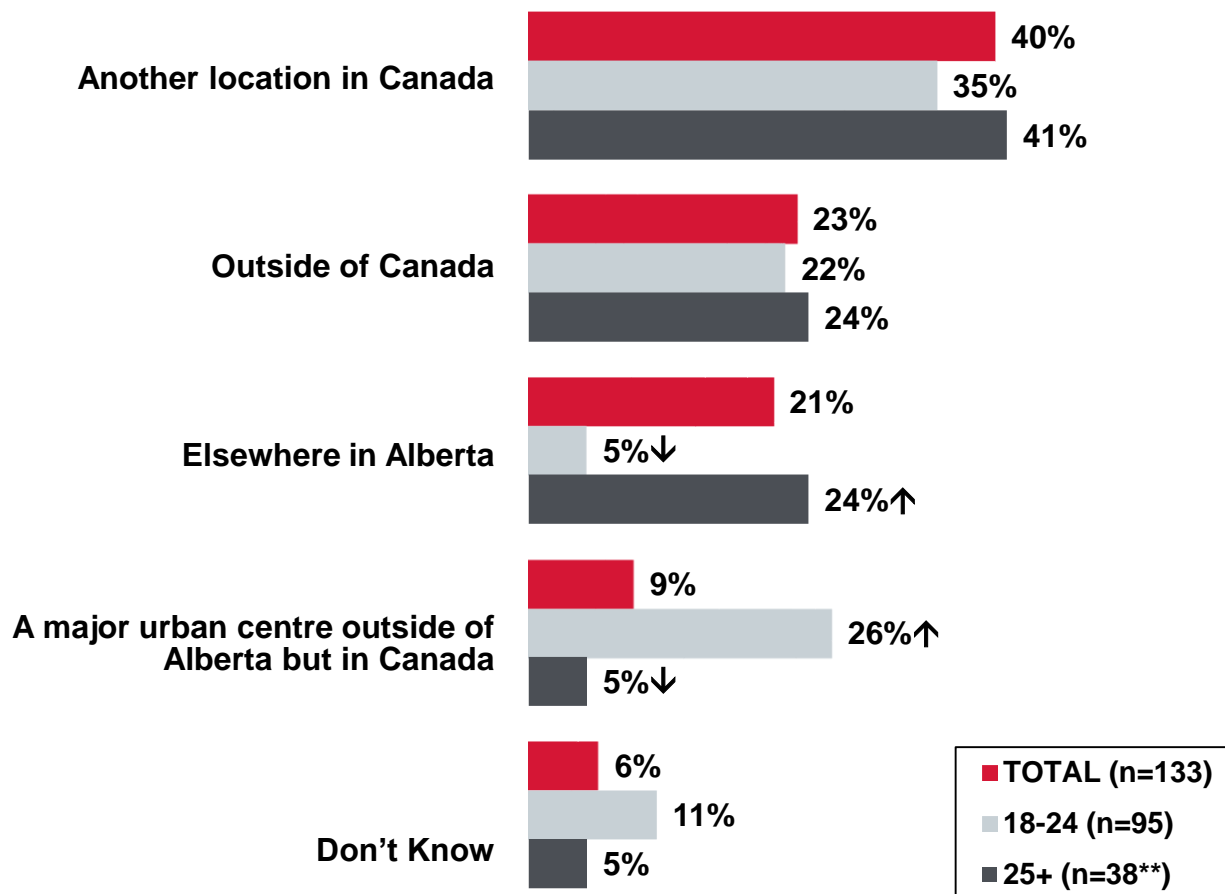 Another location in Canada
40%
35%
41%
Outside of Canada
23%
22%
24%
Elsewhere in Alberta
21%
5%↓
24%↑
A major urban centre outside of
Alberta but in Canada
9%
26%↑
5%↓
Don’t Know
6%
11%
5%
TOTAL (n=133)
18-24 (n=95)
25+ (n=38**)